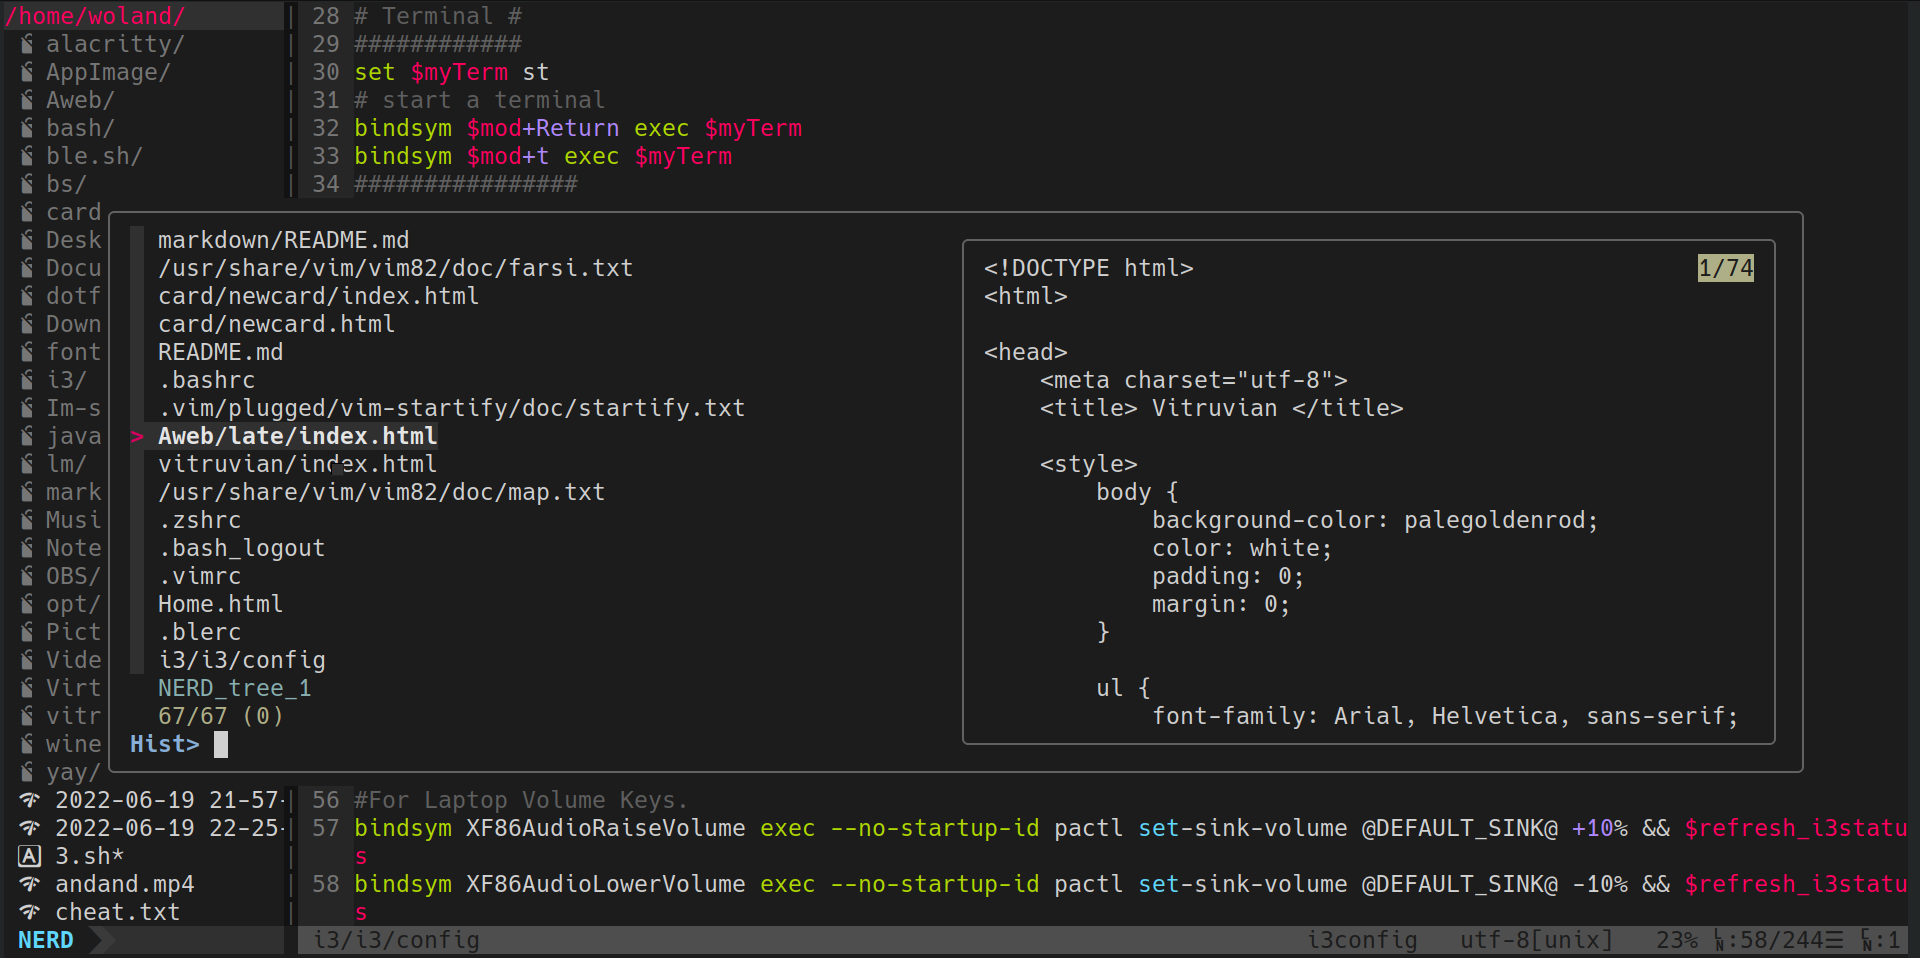 /home/woland/
alacritty/
AppImage/
Aweb/
bash/
ble.sh/
bs/
card
Desk
Docu
dotf
Down
font
i3/
Im-s
java
lm/
mark
Musi
Note
OBS/
opt/
Pict
Vide
Virt
vitr
wine
yay/
2022-06-19 21-57-
2022-06-19 22-25-
3.sh*
andand.mp4
cheat.txt
NERD
28 # Terminal #
29 ############
30 set $myTerm st
31 # start a terminal
32 bindsym $mod+Return exec $myTerm
33 bindsym $mod+t exec $myTerm
34 ################
markdown/README.md
/usr/share/vim/vim82/doc/farsi.txt
card/newcard/index.html
card/newcard.html
README.md
.bashrc
.vim/plugged/vim-startify/doc/startify.txt
> Aweb/late/index.html
vitruvian/index.html
/usr/share/vim/vim82/doc/map.txt
.zshrc
.bash_logout
.vimrc
Home.html
.blerc
i3/i3/config
NERD_tree_1
67/67 (0)
Hist>
<!DOCTYPE html> 1/74
<html>
<head>
<meta charset="utf-8">
<title> Vitruvian </title>
<style>
body {
background-color: palegoldenrod;
color: white;
padding: 0;
margin: 0;
}
ul {
font-family: Arial, Helvetica, sans-serif;
56 #For Laptop Volume Keys.
57 bindsym XF86AudioRaiseVolume exec --no-startup-id pactl set-sink-volume @DEFAULT_SINK@ +10% && $refresh_i3statu
s
58 bindsym XF86AudioLowerVolume exec --no-startup-id pactl set-sink-volume @DEFAULT_SINK@ -10% && $refresh_i3statu
s
i3/i3/config i3config utf-8[unix] 23% :58/244☰ :1